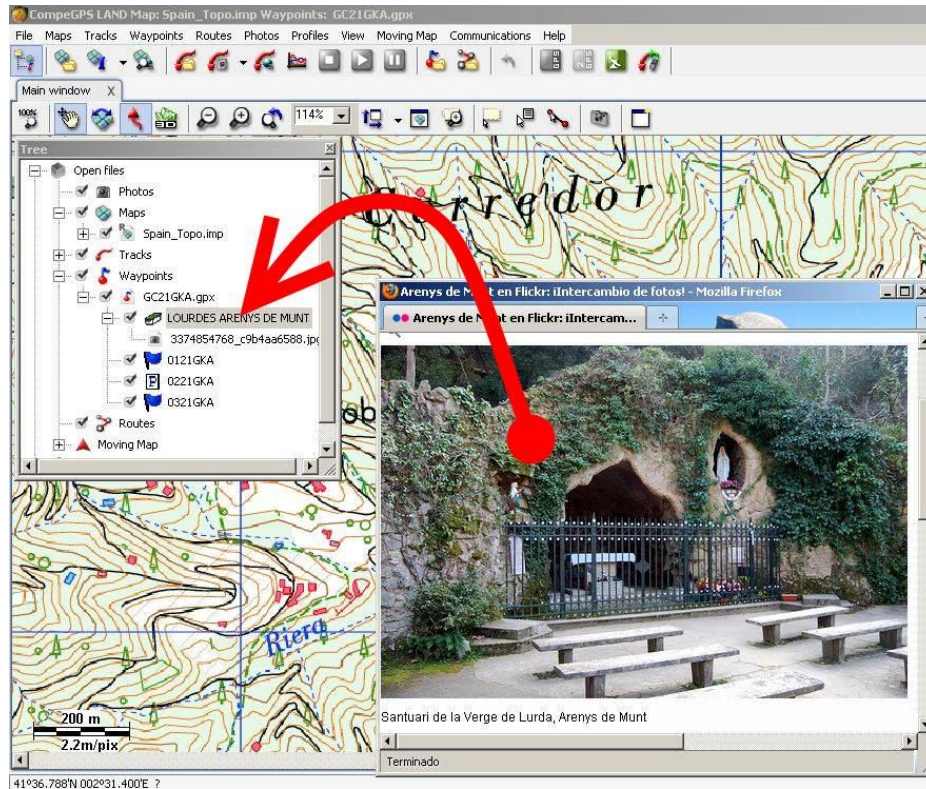 CompeGPS LAND Map: Spain_Topo.imp Waypoints: GC21GKA.gpx
File Maps Tracks Waypoints Routes Photos Profiles View Moving Map Communications Help
Main window X
100% 114%
Tree
Open files
Photos
Maps
Spain_Topo.imp
Tracks
Waypoints
GC21GKA.gpx
LOURDES ARENYS DE MUNT
3374854768_c9b4aa6588.jpg
0121GKA
0221GKA
0321GKA
Routes
Moving Map
Corredor
ob
Riera
200 m
2.2m/pix
Arenys de Munt en Flickr: ¡Intercambio de fotos! - Mozilla Firefox
Arenys de Munt en Flickr: ¡Intercam...
Santuari de la Verge de Lurda, Arenys de Munt
Terminado
41º36.788'N 002º31.400'E ?